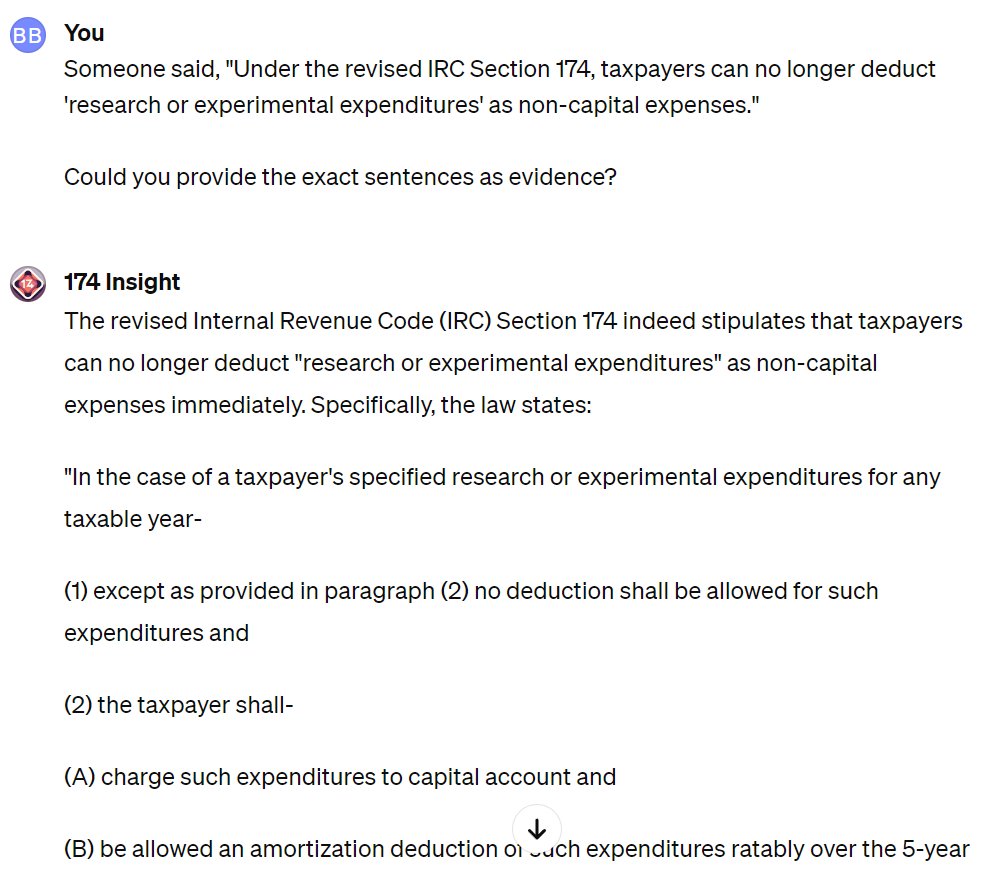 BB
You
Someone said, "Under the revised IRC Section 174, taxpayers can no longer deduct
'research or experimental expenditures' as non-capital expenses."
Could you provide the exact sentences as evidence?
174 Insight
The revised Internal Revenue Code (IRC) Section 174 indeed stipulates that taxpayers
can no longer deduct "research or experimental expenditures" as non-capital
expenses immediately. Specifically, the law states:
"In the case of a taxpayer's specified research or experimental expenditures for any
taxable year-
(1) except as provided in paragraph (2) no deduction shall be allowed for such
expenditures and
(2) the taxpayer shall-
(A) charge such expenditures to capital account and
(B) be allowed an amortization deduction of such expenditures ratably over the 5-year